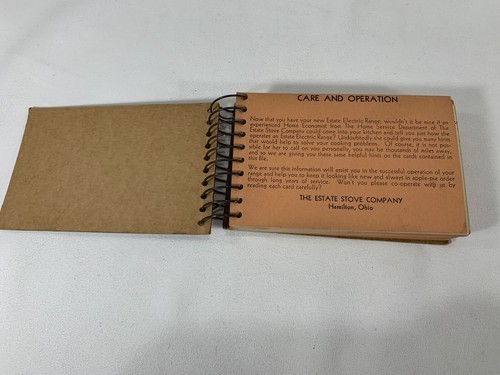 CARE AND OPERATION
Now that you have your new Estate Electric Range, wouldn't it be nice if an
experienced Home Economist from The Home Service Department of The
Estate Stove Company could come into your kitchen and tell you just how she
operates an Estate Electric Range? Undoubtedly she could give you many hints
that would help to solve your cooking problems. Of course, it is not pos-
sible for her to call on you personally, you may be thousands of miles away,
and so we are giving you these same helpful hints on the cards contained in
this file.
We are sure this information will assist you in the successful operation of your
range and help you to keep it looking like new and always in apple-pie order
through long years of service. Won't you please co-operate with us by
reading each card carefully?
THE ESTATE STOVE COMPANY
Hamilton, Ohio